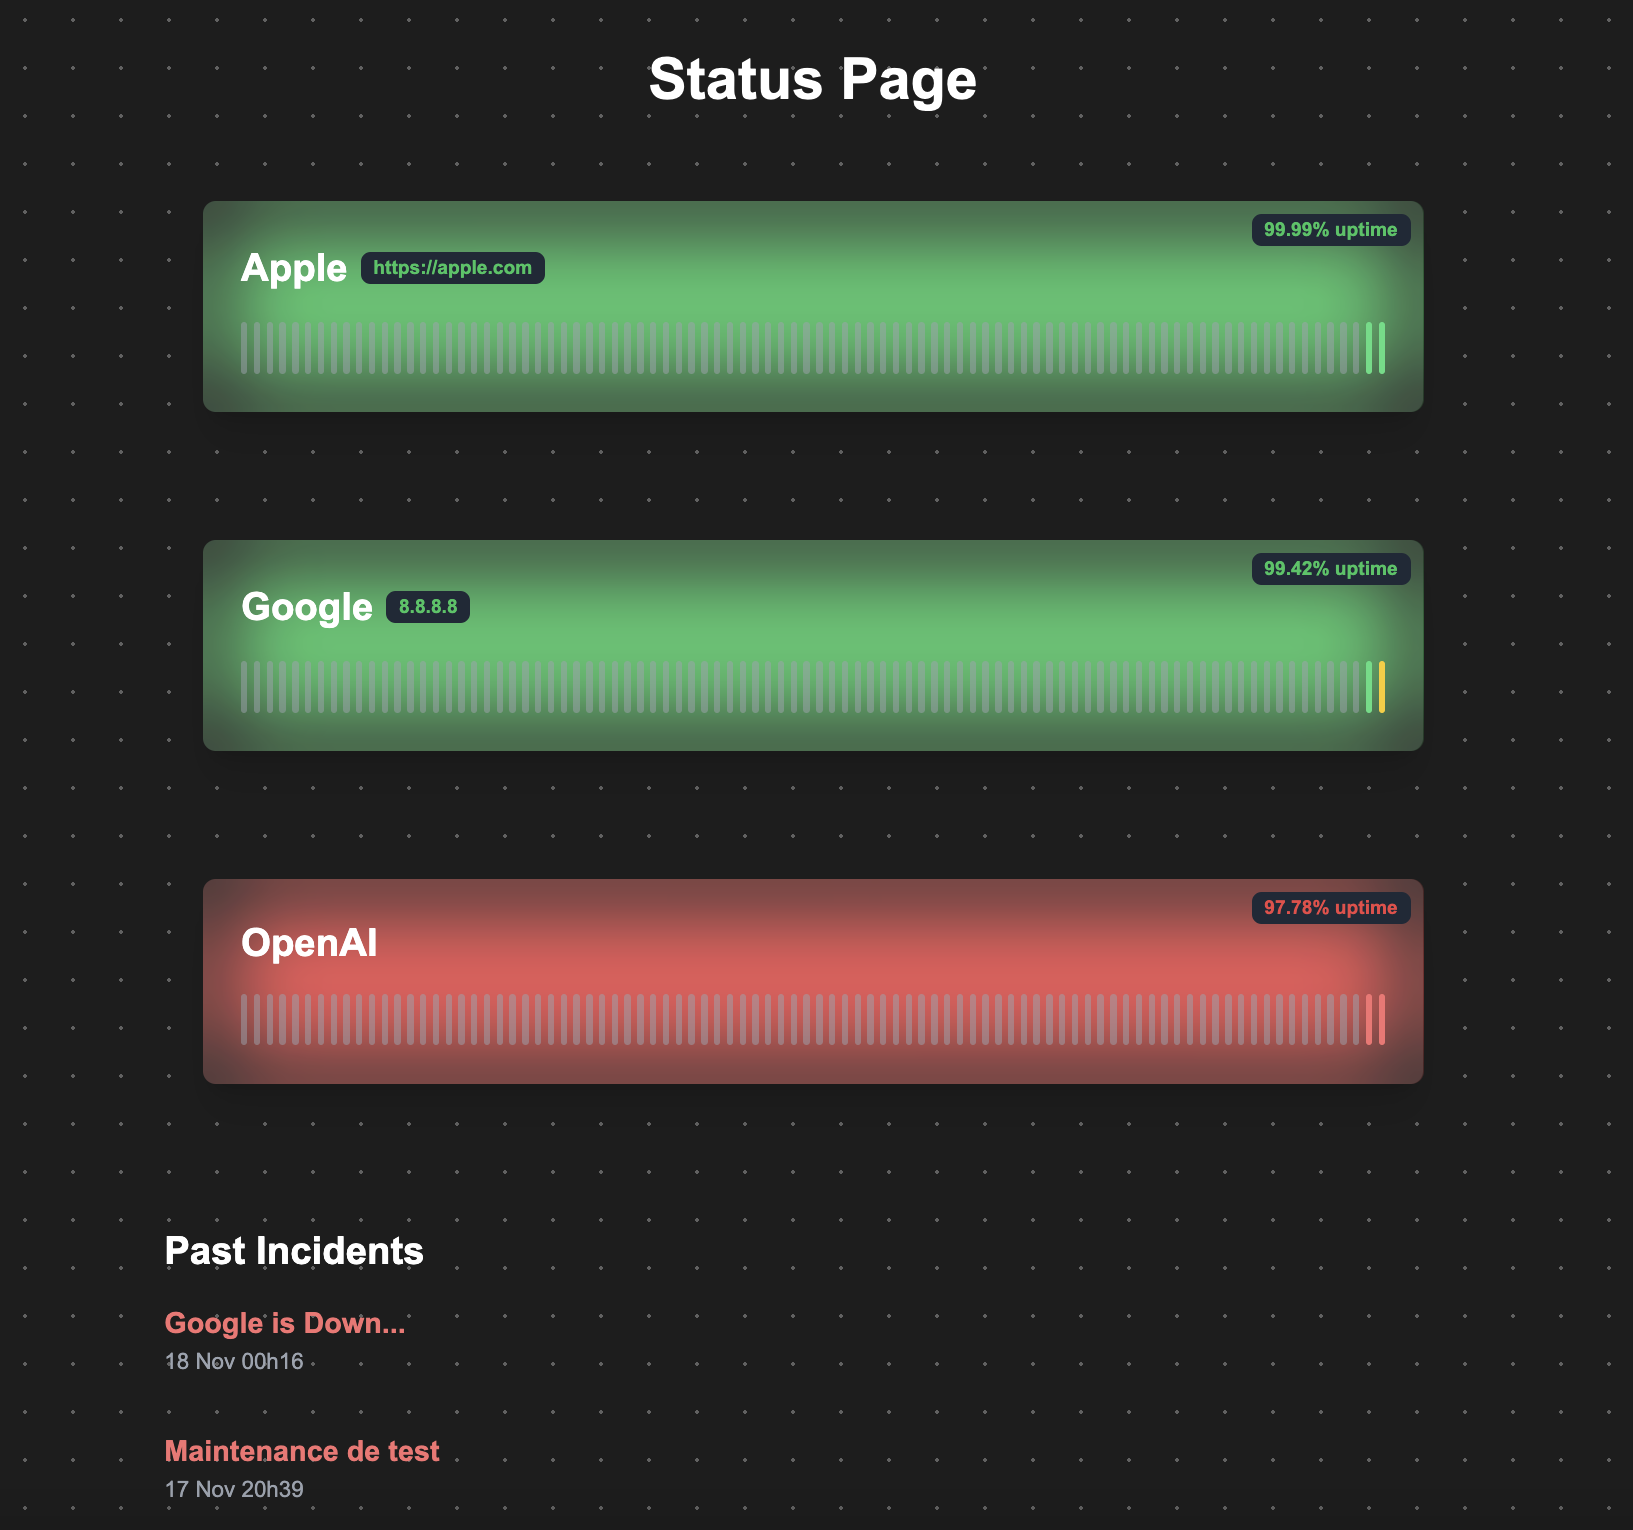 Status Page
99.99% uptime
Apple https://apple.com
99.42% uptime
Google 8.8.8.8
97.78% uptime
OpenAI
Past Incidents
Google is Down...
18 Nov 00h16
Maintenance de test
17 Nov 20h39